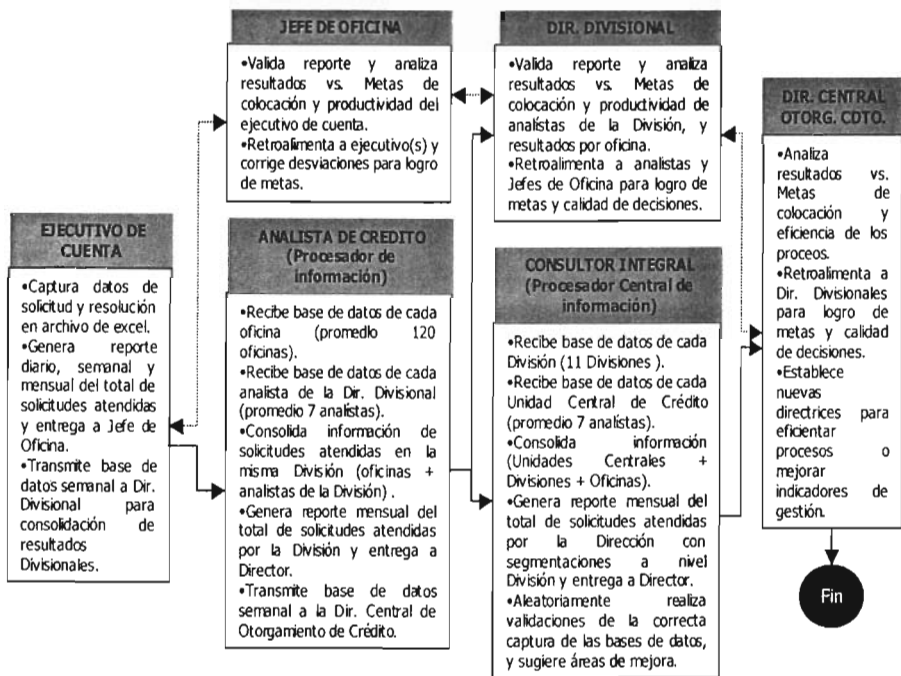 JEFE DE OFICINA
•Valida reporte y analiza
resultados vs. Metas de
colocación y productividad del
ejecutivo de cuenta.
•Retroalimenta a ejecutivo(s) y
corrige desviaciones para logro
de metas.
DIR. DIVISIONAL
•Valida reporte y analiza
resultados vs. Metas de
colocación y productividad de
analístas de la División, y
resultados por oficina.
•Retroalimenta a analistas y
Jefes de Oficina para logro de
metas y calidad de decisiones.
DIR. CENTRAL
OTORG. CDTO.
•Analiza
resultados vs.
Metas de
colocación y
eficiencia de los
proceos.
•Retroalimenta a
Dir. Divisionales
para logro de
metas y calidad
de decisiones.
•Establece
nuevas
directrices para
eficientar
procesos o
mejorar
indicadores de
gestión.
EJECUTIVO DE
CUENTA
•Captura datos de
solicitud y resolución
en archivo de excel.
•Genera reporte
diario, semanal y
mensual del total de
solicitudes atendidas
y entrega a Jefe de
Oficina.
•Transmite base de
datos semanal a Dir.
Divisional para
consolidación de
resultados
Divisionales.
ANALISTA DE CREDITO
(Procesador de
información)
•Recibe base de datos de cada
oficina (promedio 120
oficinas).
•Recibe base de datos de cada
analista de la Dir. Divisional
(promedio 7 analístas).
•Consolida información de
solicitudes atendidas en la
misma División (oficinas +
analistas de la División) .
•Genera reporte mensual del
total de solicitudes atendidas
por la División y entrega a
Director.
•Transmite base de datos
semanal a la Dir. Central de
Otorgamiento de Crédito.
CONSULTOR INTEGRAL
(Procesador Central de
información)
•Recibe base de datos de cada
División (11 Divisiones ).
•Recibe base de datos de cada
Unidad Central de Crédito
(promedio 7 analistas).
•Consolida información
(Unidades Centrales +
Divisiones + Oficinas).
•Genera reporte mensual del
total de solicitudes atendidas
por la Dirección con
segmentaciones a nivel
División y entrega a Director.
•Aleatoriamente realiza
validaciones de la correcta
captura de las bases de datos,
y sugiere áreas de mejora.
Fin